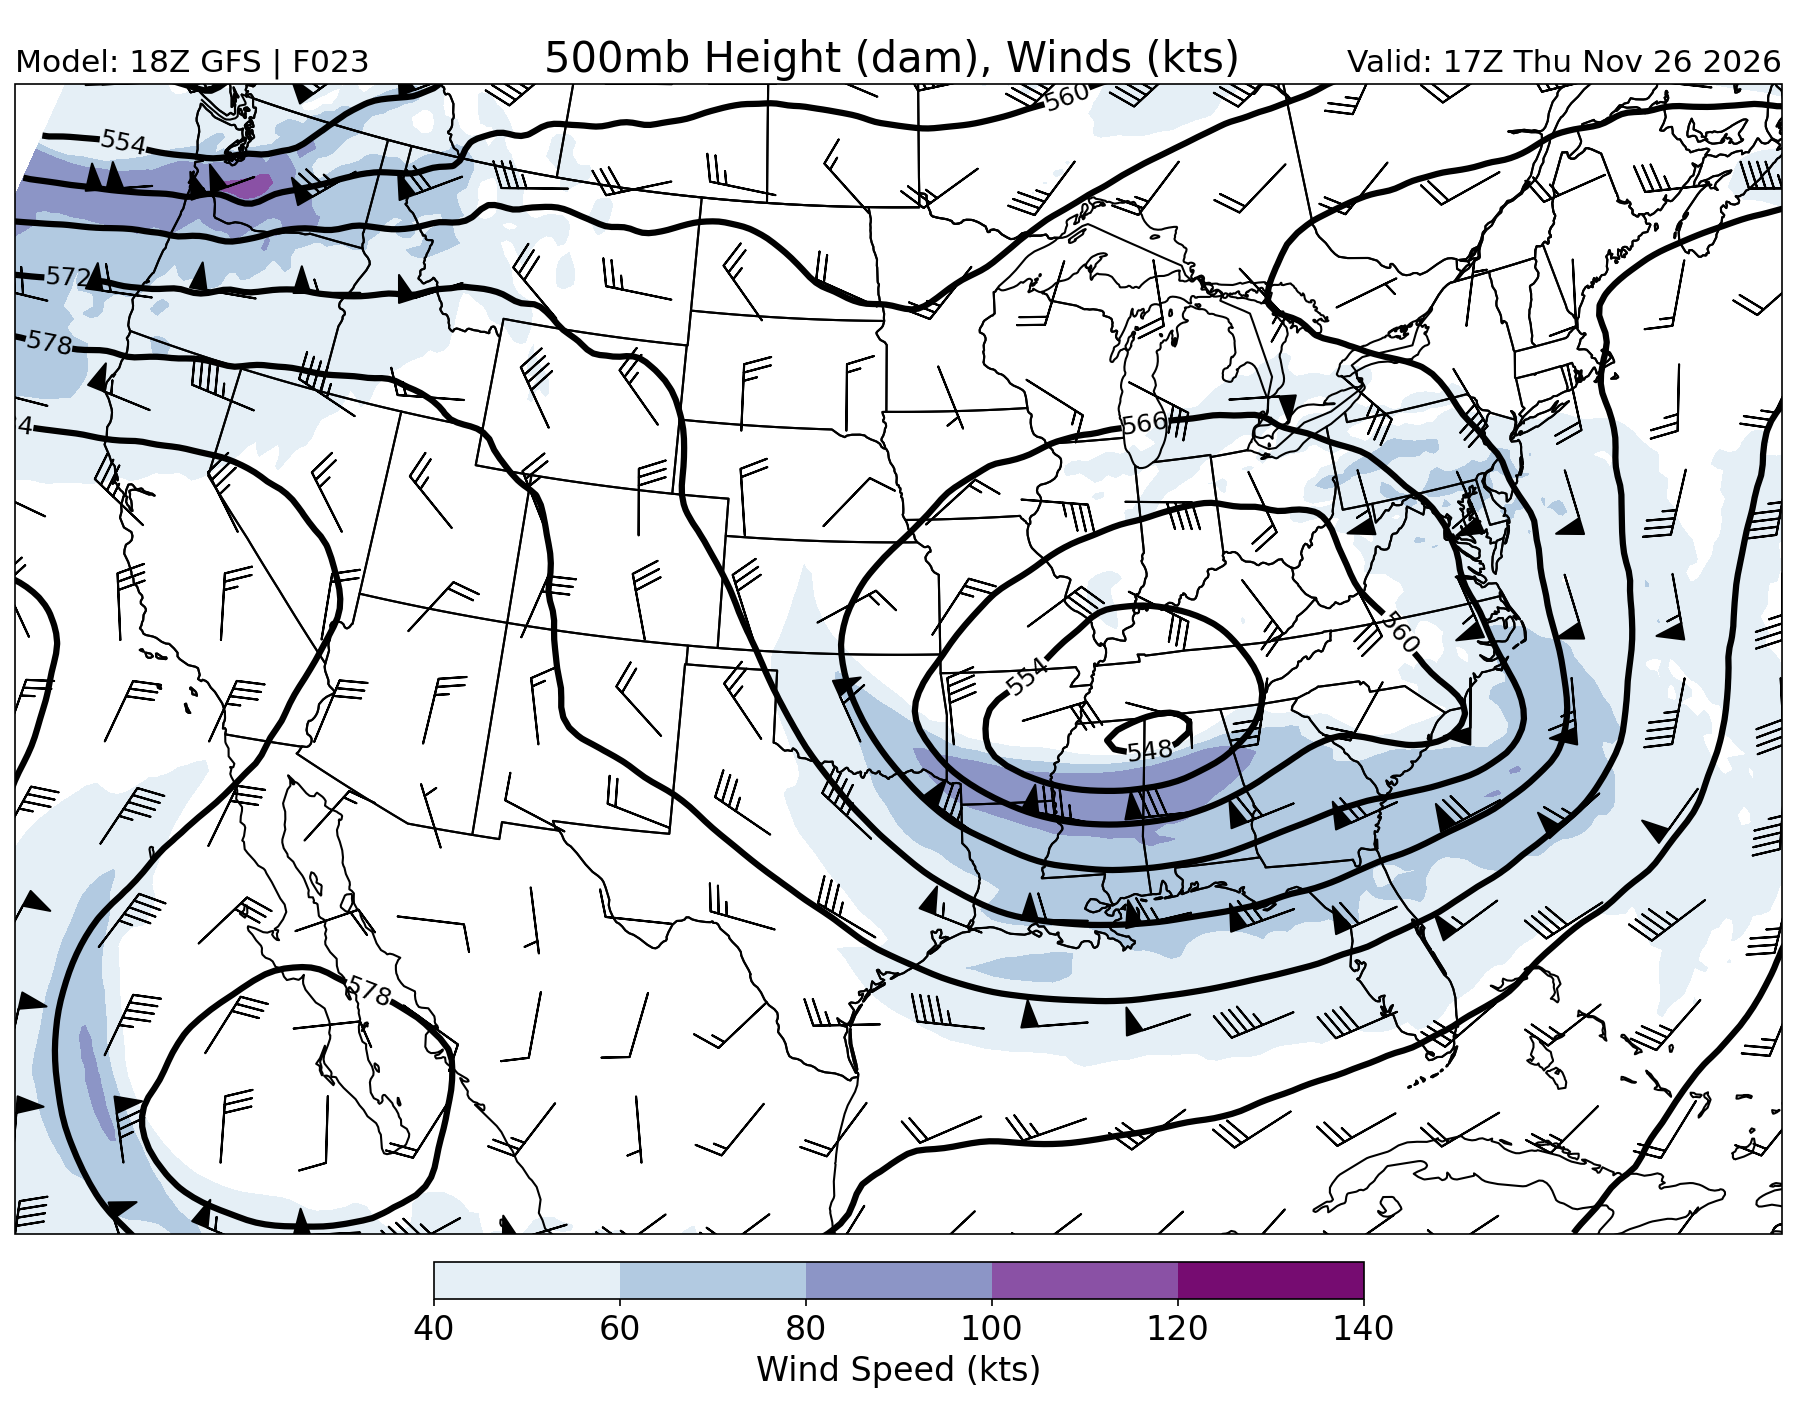 Model: 18Z GFS | F023
500mb Height (dam), Winds (kts)
Valid: 17Z Thu Nov 26 2026
560
554
572
578
4
566
560
554
548
578
40 60 80 100 120 140
Wind Speed (kts)